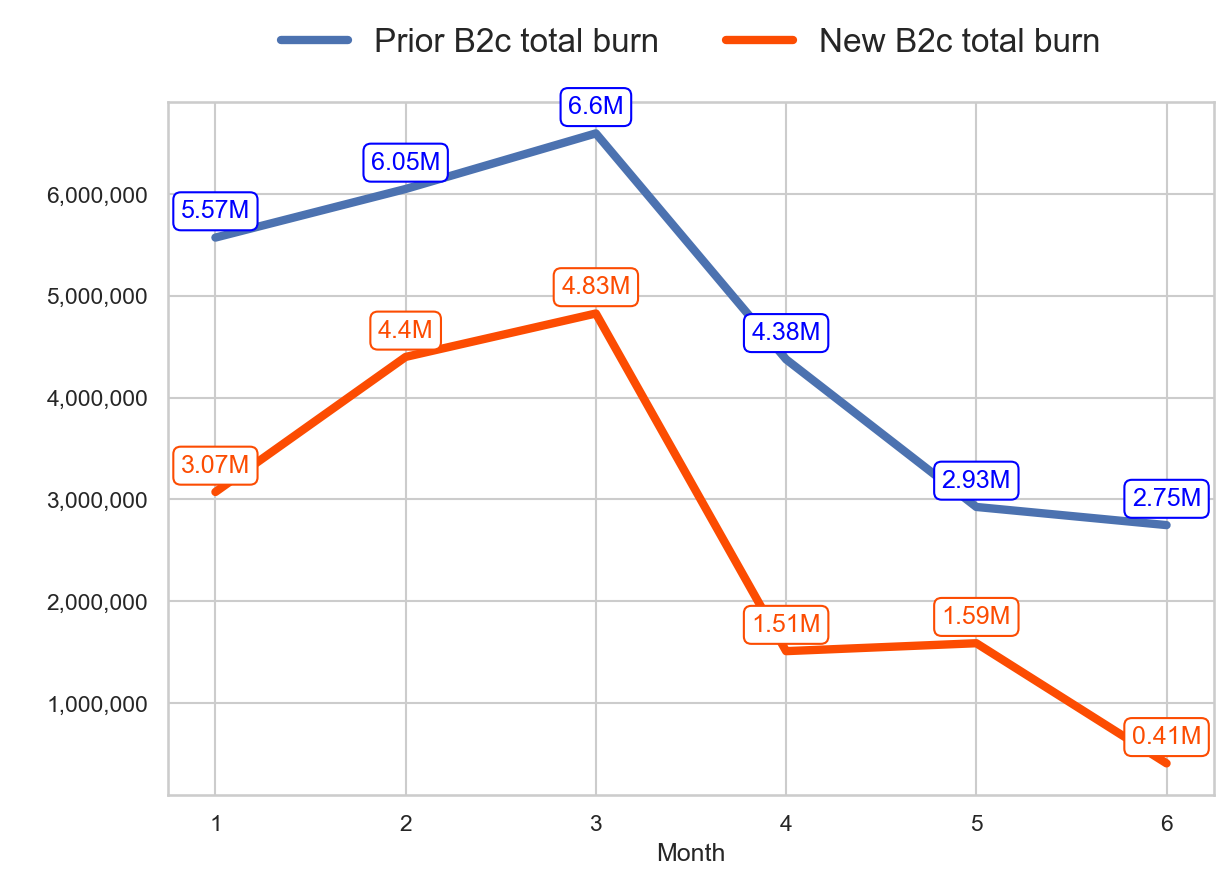 Prior B2c total burn New B2c total burn
6.6M
6.05M
6,000,000
5.57M
5,000,000
4.83M
4.4M
4.38M
4,000,000
3.07M
3,000,000
2.93M
2.75M
2,000,000
1.51M
1.59M
1,000,000
0.41M
1 2 3 4 5 6
Month